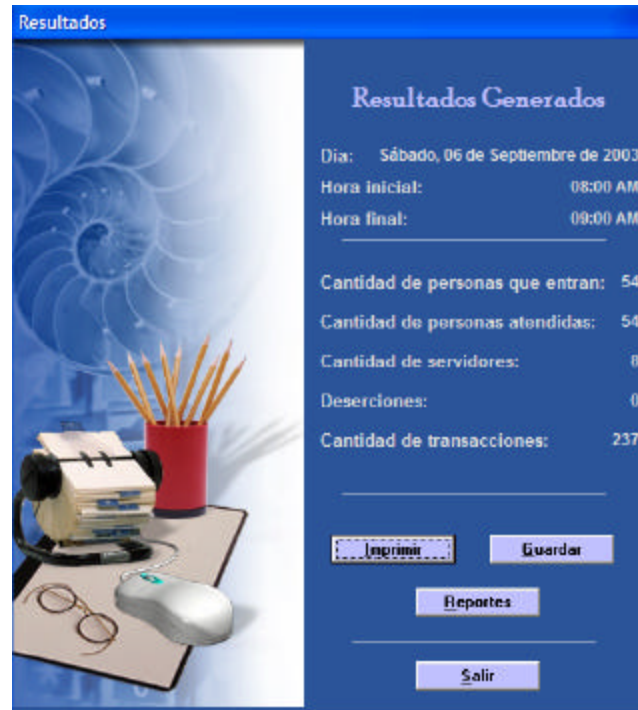 Resultados
Resultados Generados
Dia: Sábado, 06 de Septiembre de 2003
Hora inicial: 08:00 AM
Hora final: 09:00 AM
Cantidad de personas que entran: 54
Cantidad de personas atendidas: 54
Cantidad de servidores:
Deserciones: 0
Cantidad de transacciones: 237
Imprimir Guardar
Reportes
Salir